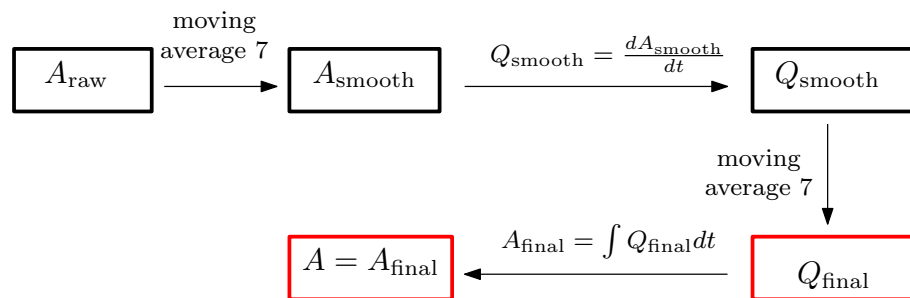 moving
average 7
A_raw
A_smooth
Q_smooth = dA_smooth/dt
Q_smooth
moving
average 7
A = A_final
A_final = ∫ Q_final dt
Q_final